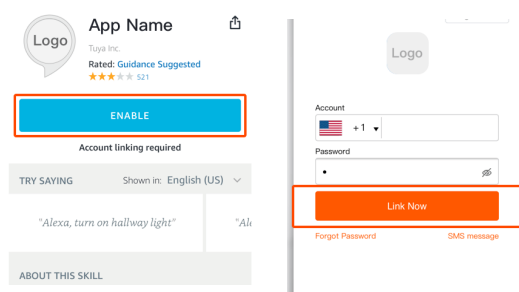 Logo
App Name
Tuya Inc.
Rated: Guidance Suggested
521
ENABLE
Account linking required
TRY SAYING
Shown in: English (US)
"Alexa, turn on hallway light"
ABOUT THIS SKILL
Logo
Account
+1
Password
Link Now
Forgot Password
SMS message